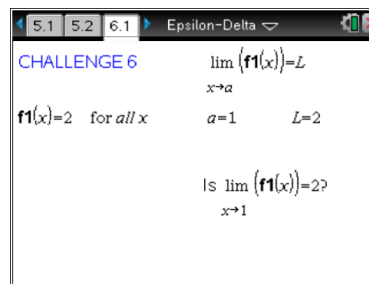 5.1 5.2 6.1 Epsilon-Delta
CHALLENGE 6 lim (f1(x))=L
x→a
f1(x)=2 for all x a=1 L=2
Is lim (f1(x))=2?
x→1